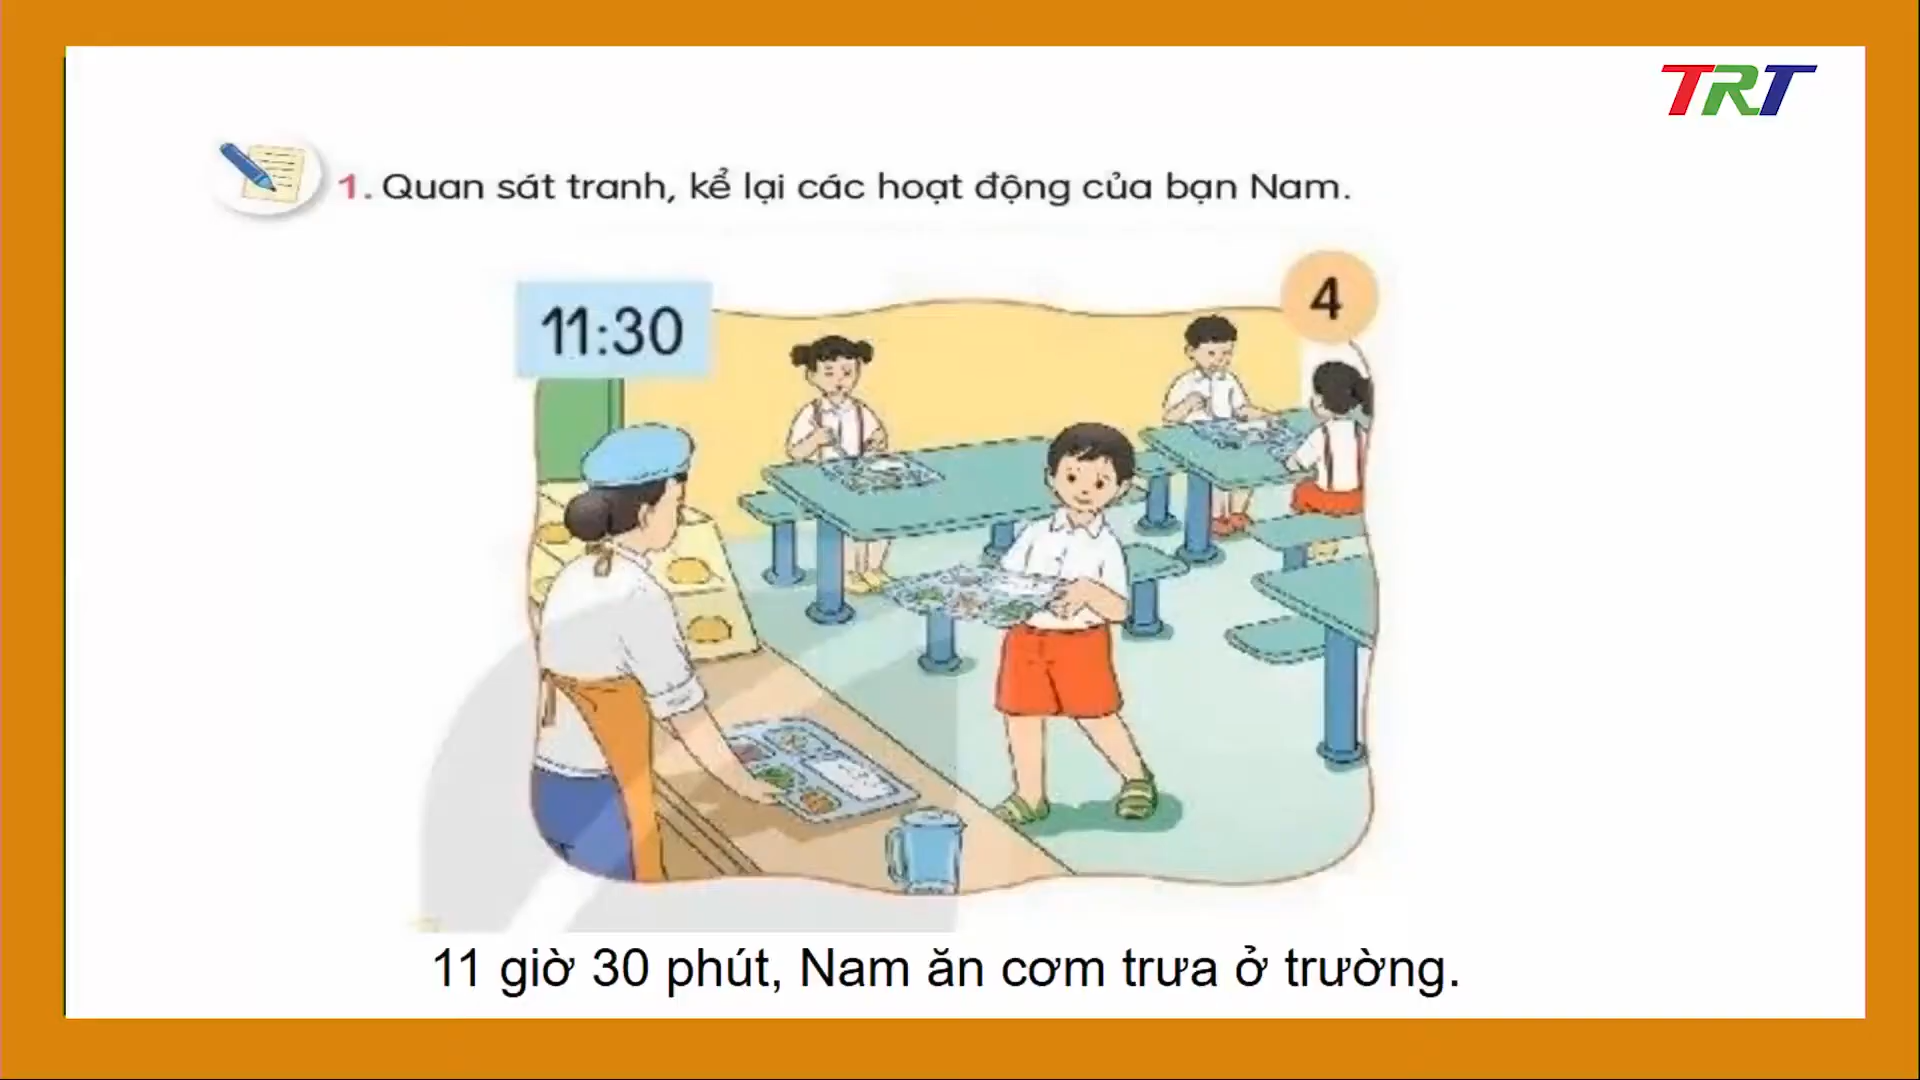 TRT
1. Quan sát tranh, kể lại các hoạt động của bạn Nam.
11:30
4
11 giờ 30 phút, Nam ăn cơm trưa ở trường.